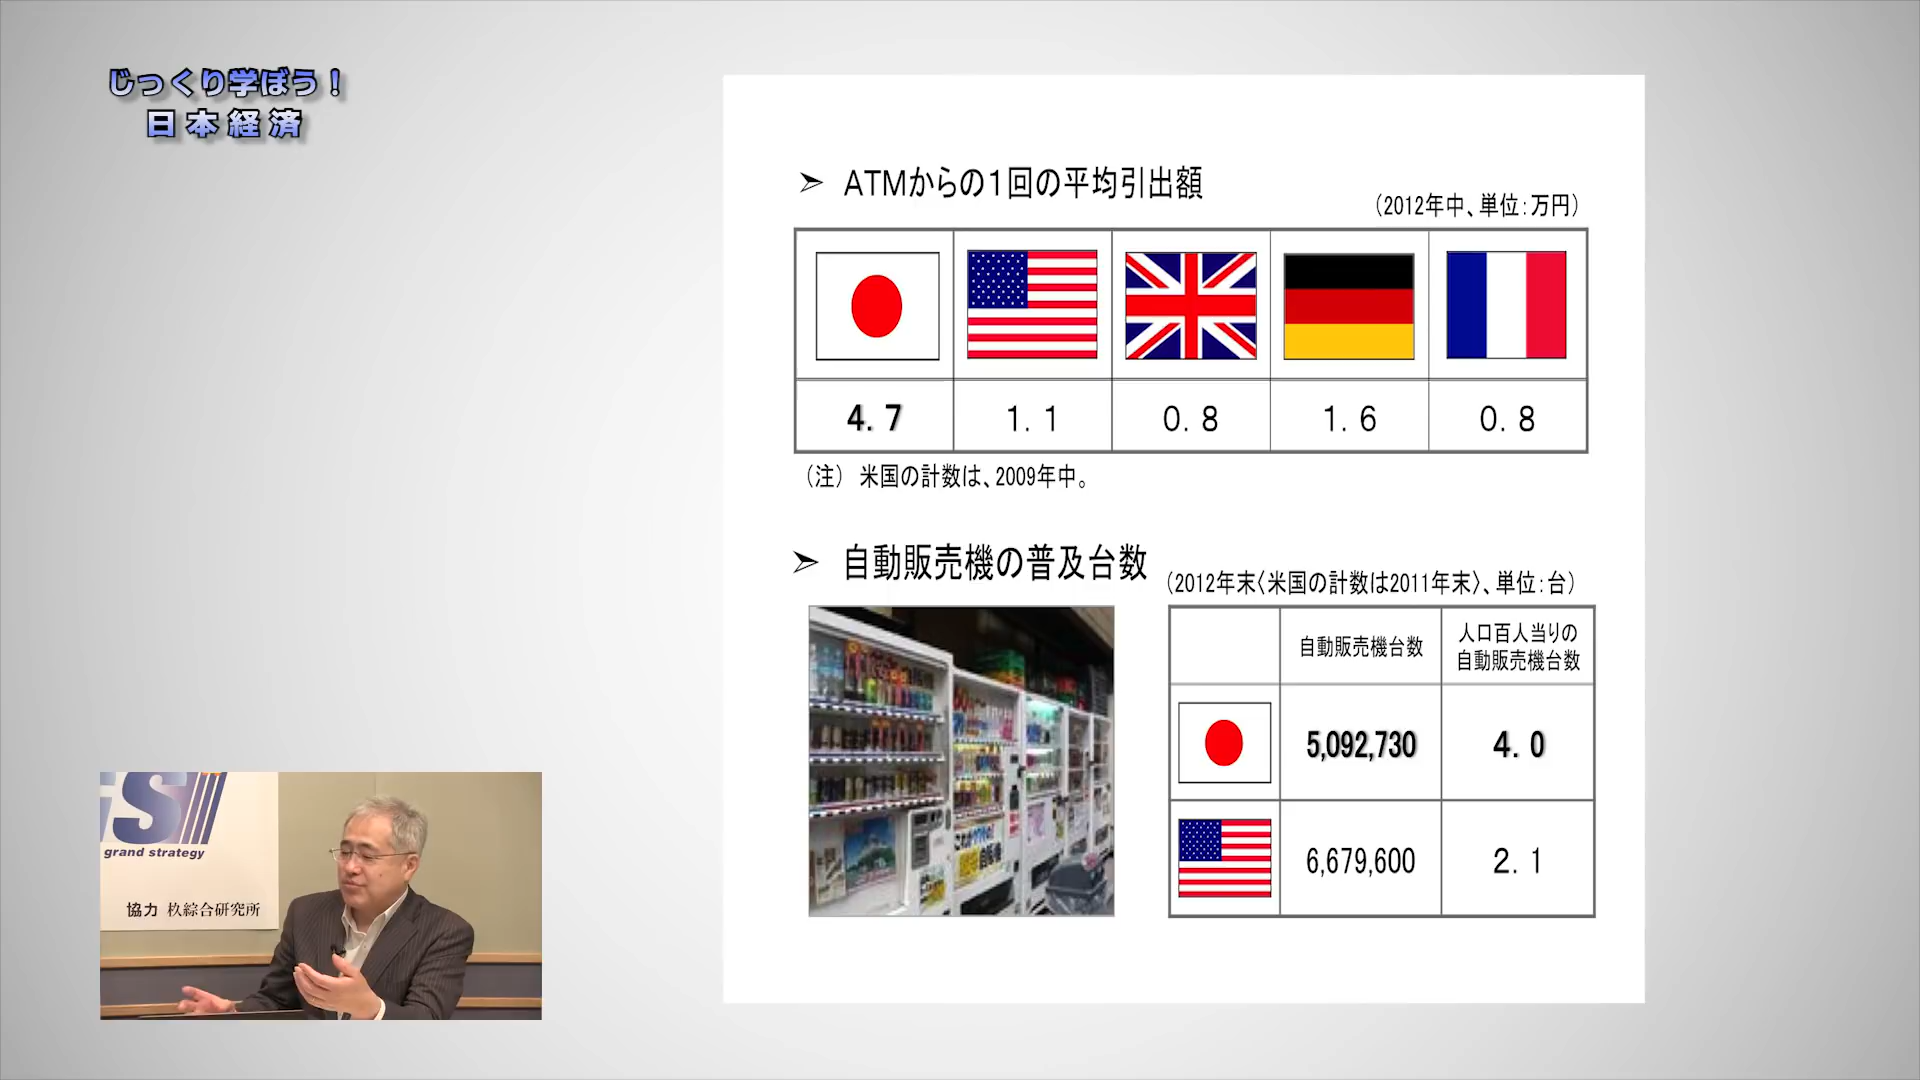 じっくり学ぼう！
日本経済
➢ ATMからの1回の平均引出額
（2012年中、単位：万円）
4.7 1.1 0.8 1.6 0.8
（注） 米国の計数は、2009年中。
➢ 自動販売機の普及台数
（2012年末〈米国の計数は2011年末〉、単位：台）
自動販売機台数
人口百人当りの
自動販売機台数
5,092,730 4.0
6,679,600 2.1
grand strategy
協力 杁綜合研究所